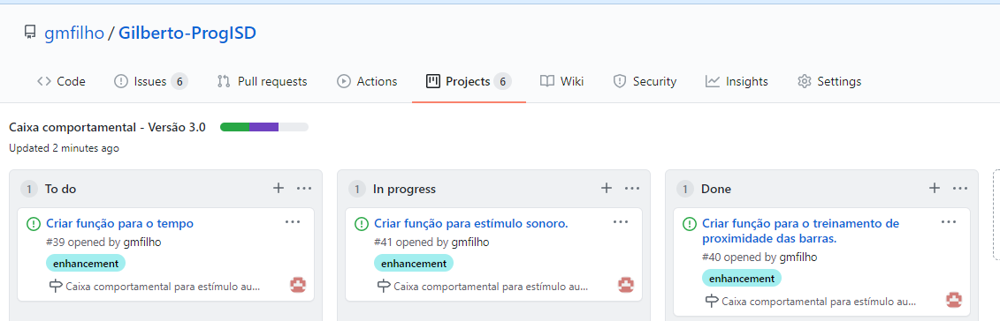 gmfilho / Gilberto-ProgISD
Code Issues 6 Pull requests Actions Projects 6 Wiki Security Insights Settings
Caixa comportamental - Versão 3.0
Updated 2 minutes ago
1 To do
Criar função para o tempo
#39 opened by gmfilho
enhancement
Caixa comportamental para estímulo au...
1 In progress
Criar função para estímulo sonoro.
#41 opened by gmfilho
enhancement
Caixa comportamental para estímulo au...
1 Done
Criar função para o treinamento de
proximidade das barras.
#40 opened by gmfilho
enhancement
Caixa comportamental para estímulo au...